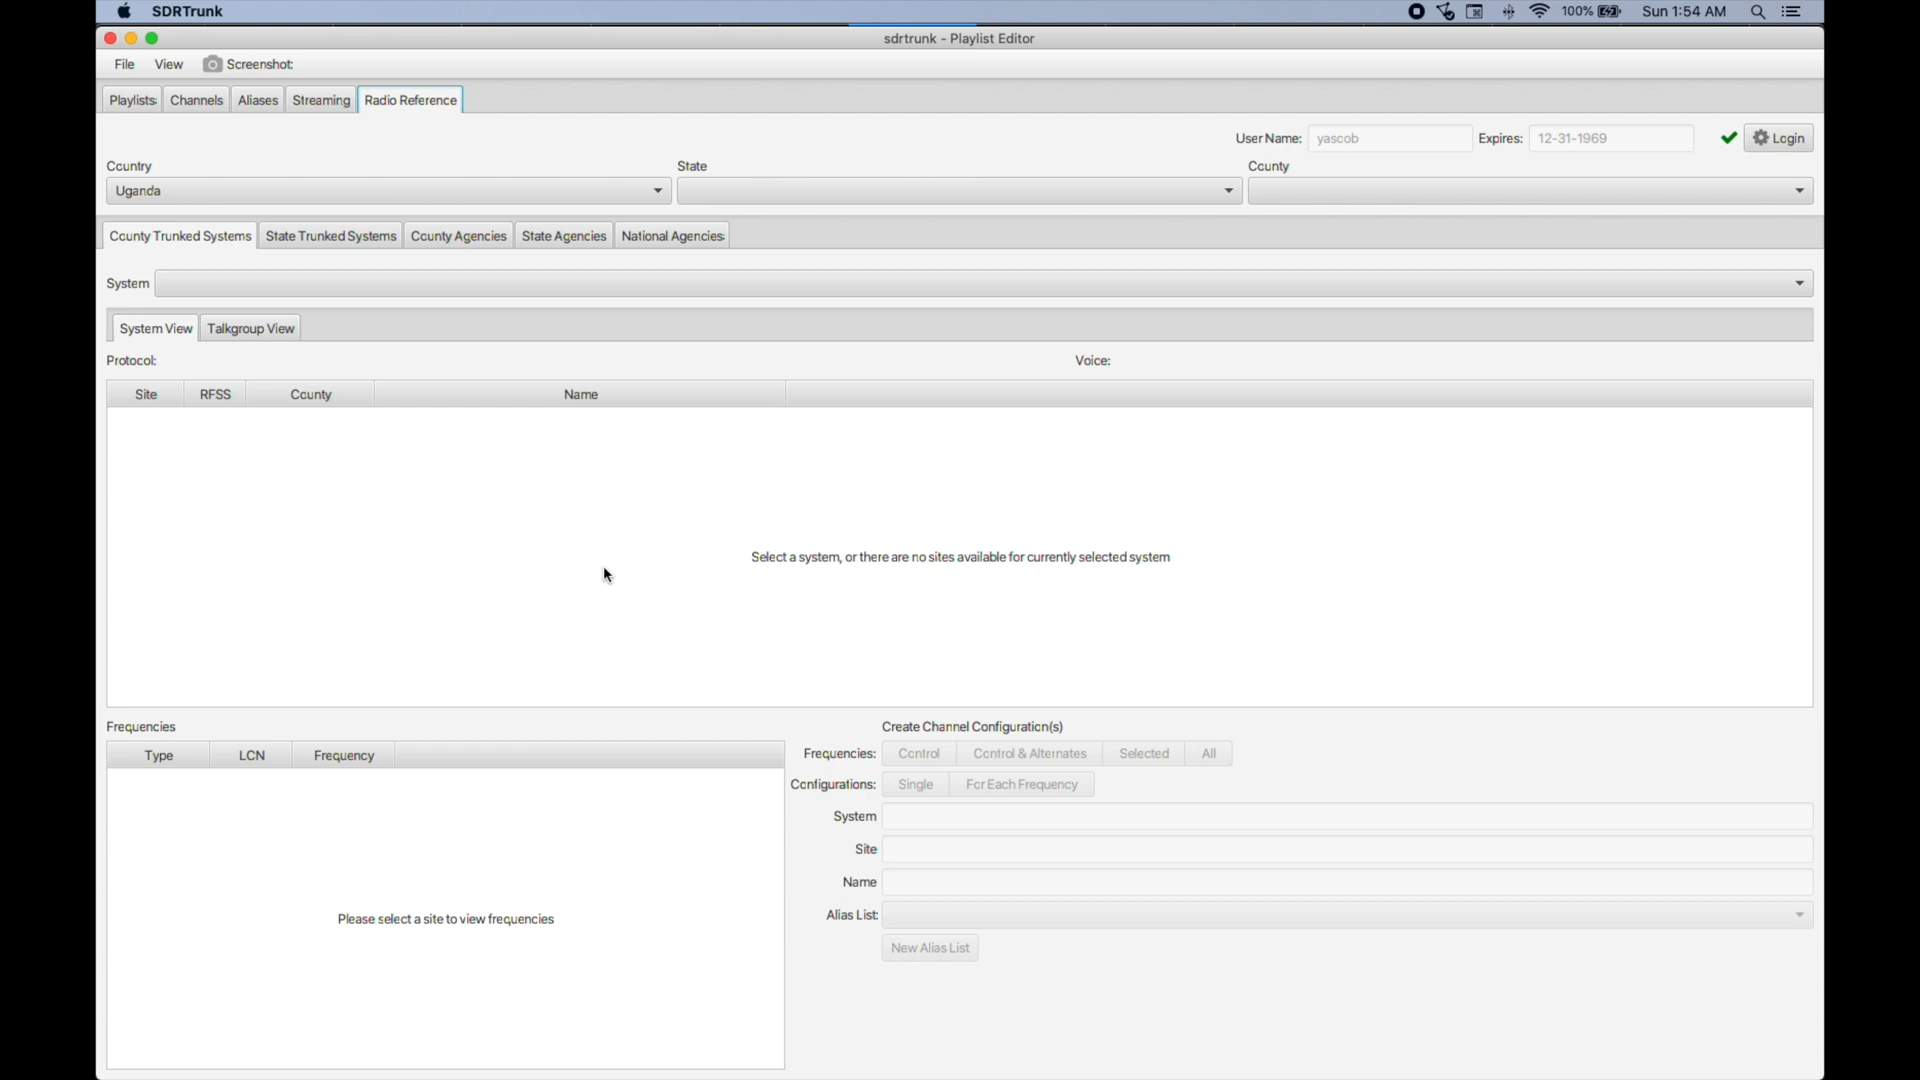 SDRTrunk
100%
Sun 1:54 AM
sdrtrunk - Playlist Editor
File
View
Screenshot
Playlists
Channels
Aliases
Streaming
Radio Reference
User Name:
yascob
Expires:
12-31-1969
Login
Country
State
County
Uganda
County Trunked Systems
State Trunked Systems
County Agencies
State Agencies
National Agencies
System
System View
Talkgroup View
Protocol:
Voice:
Site
RFSS
County
Name
Select a system, or there are no sites available for currently selected system
Frequencies
Create Channel Configuration(s)
Type
LCN
Frequency
Frequencies:
Control
Control & Alternates
Selected
All
Configurations:
Single
For Each Frequency
System
Site
Name
Please select a site to view frequencies
Alias List
New Alias List